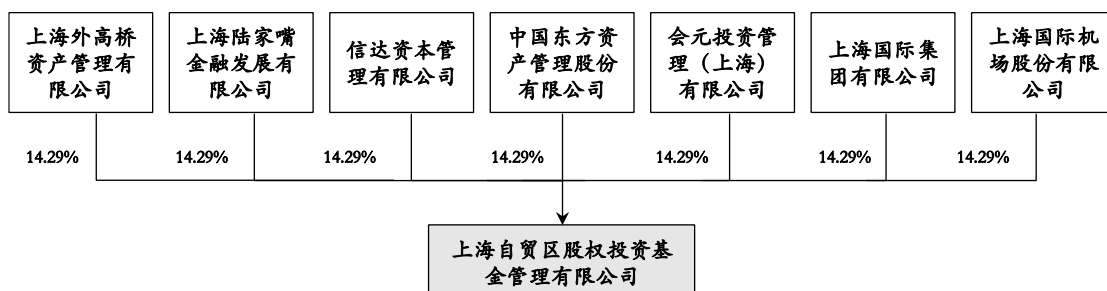 上海外高桥
资产管理有
限公司
上海陆家嘴
金融发展有
限公司
信达资本管
理有限公司
中国东方资
产管理股份
有限公司
会元投资管
理（上海）
有限公司
上海国际集
团有限公司
上海国际机
场股份有限
公司
14.29%
14.29%
14.29%
14.29%
14.29%
14.29%
14.29%
上海自贸区股权投资基
金管理有限公司